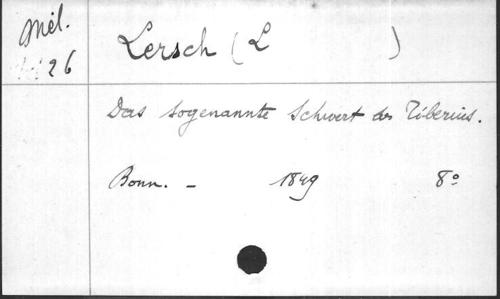 Mél.
26
Lersch (L )
Das sogenannte Schwert des Tiberius.
Bonn. - 1849 8°